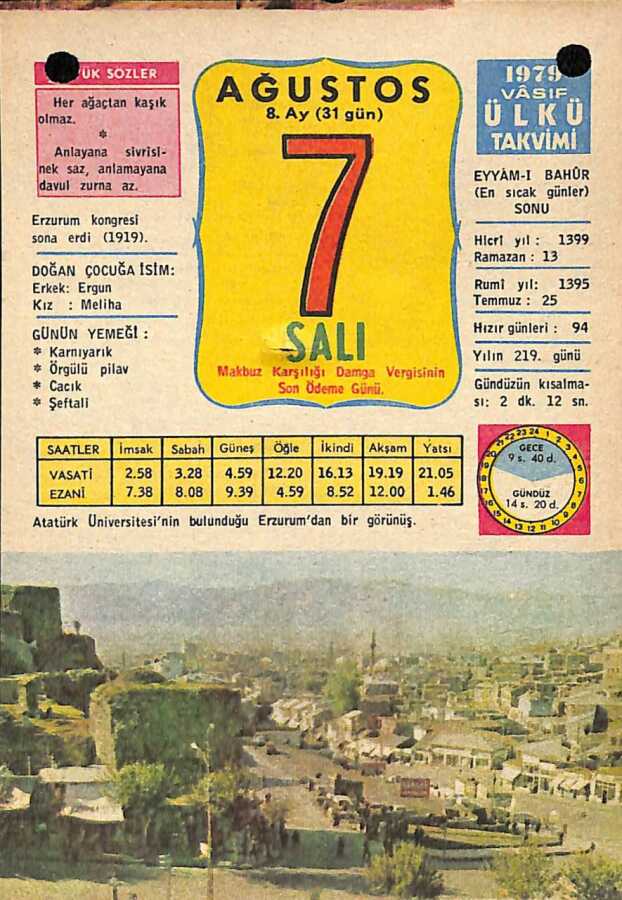 ÜK SÖZLER
Her ağaçtan kaşık
olmaz.
*
Anlayana sivrisi-
nek saz, anlamayana
davul zurna az.
Erzurum kongresi
sona erdi (1919).
DOĞAN ÇOCUĞA İSİM:
Erkek: Ergun
Kız : Meliha
GÜNÜN YEMEĞİ :
* Karnıyarık
* Örgülü pilav
* Cacık
* Şeftali
AĞUSTOS
8. Ay (31 gün)
7
SALI
Makbuz Karşılığı Damga Vergisinin
Son Ödeme Günü.
1979
VÂSIF
ÜLKÜ
TAKVİMİ
EYYÂM-I BAHÛR
(En sıcak günler)
SONU
Hicrî yıl : 1399
Ramazan : 13
Rumî yıl: 1395
Temmuz : 25
Hızır günleri : 94
Yılın 219. günü
Gündüzün kısalma-
sı: 2 dk. 12 sn.
SAATLER İmsak Sabah Güneş Öğle İkindi Akşam Yatsı
VASATİ 2.58 3.28 4.59 12.20 16.13 19.19 21.05
EZANİ 7.38 8.08 9.39 4.59 8.52 12.00 1.46
GECE
9 s. 40 d.
GÜNDÜZ
14 s. 20 d.
Atatürk Üniversitesi'nin bulunduğu Erzurum'dan bir görünüş.